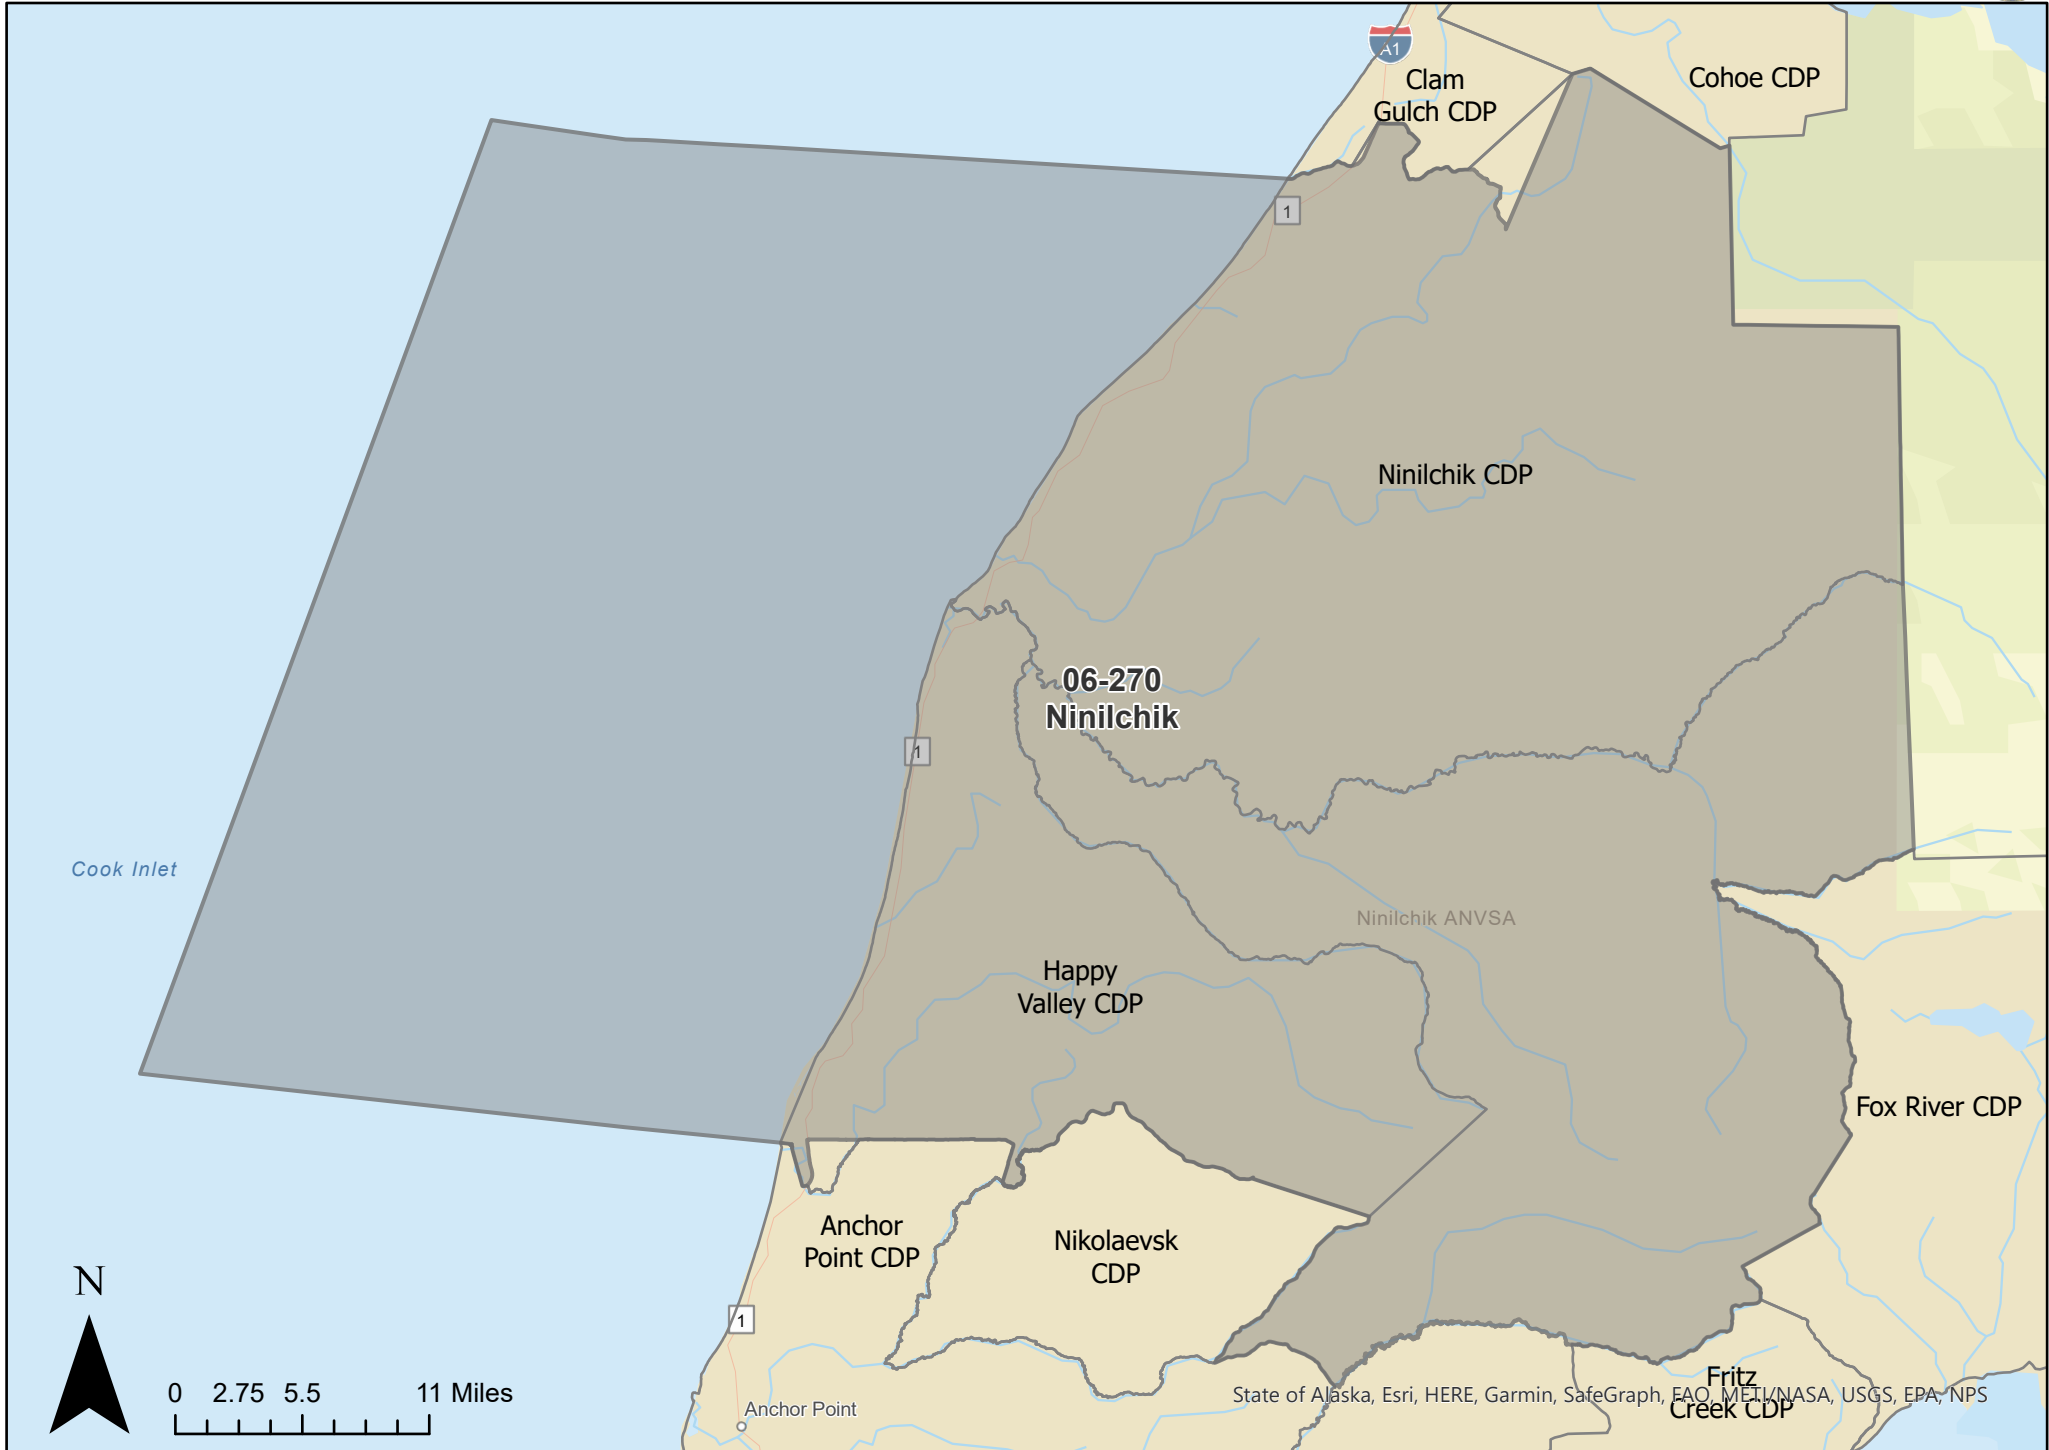 A1
Clam
Gulch CDP
Cohoe CDP
1
Ninilchik CDP
06-270
Ninilchik
1
Cook Inlet
Ninilchik ANVSA
Happy
Valley CDP
Fox River CDP
Anchor
Point CDP
Nikolaevsk
CDP
N
1
0 2.75 5.5 11 Miles
Anchor Point
Fritz
Creek CDP
State of Alaska, Esri, HERE, Garmin, SafeGraph, FAO, METI/NASA, USGS, EPA, NPS